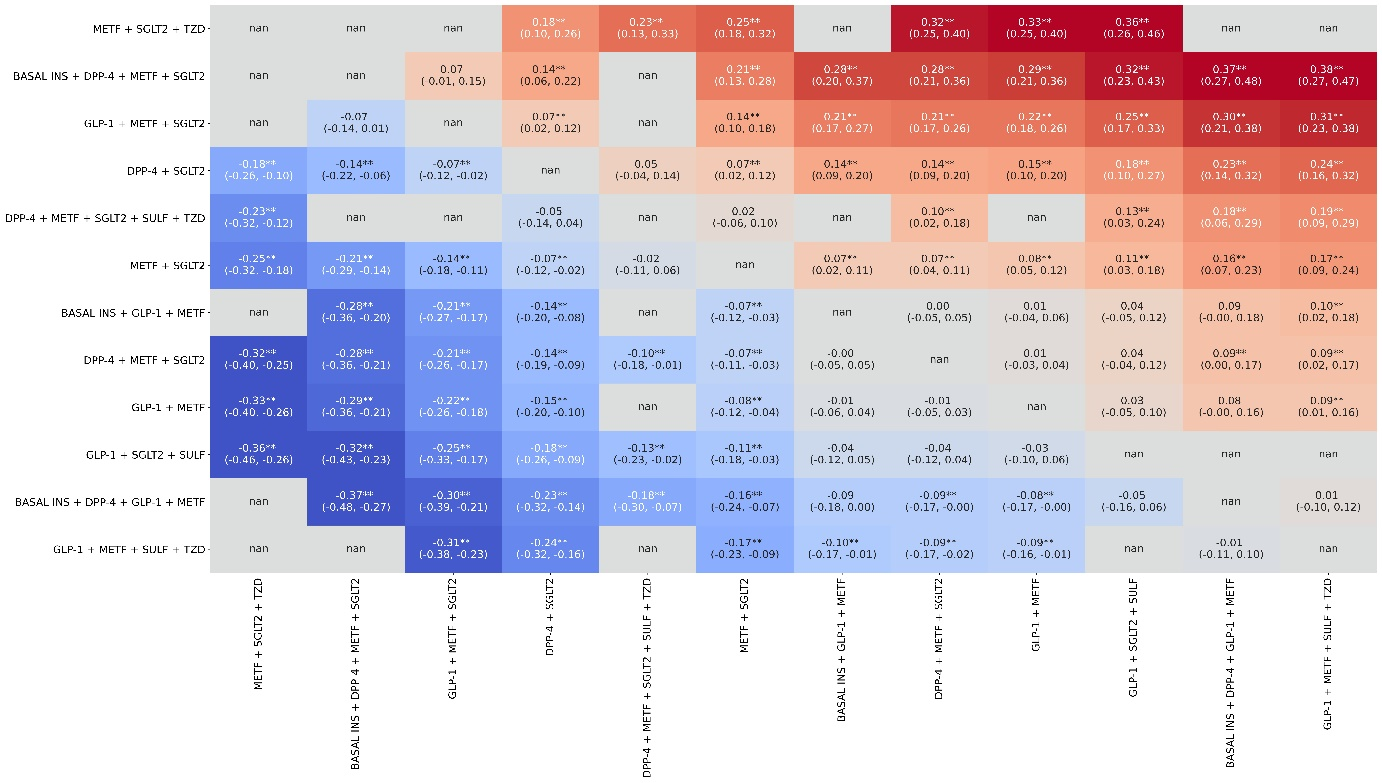 METF + SGLT2 + TZD
nan nan nan 0.18** 0.23** 0.25** nan 0.32** 0.33** 0.36** nan nan
(0.10, 0.26) (0.13, 0.33) (0.18, 0.32) (0.25, 0.40) (0.25, 0.40) (0.26, 0.46)
BASAL INS + DPP-4 + METF + SGLT2
nan nan 0.07 0.14** nan 0.21** 0.28** 0.28** 0.29** 0.32** 0.37** 0.38**
(-0.01, 0.15) (0.06, 0.22) (0.13, 0.28) (0.20, 0.37) (0.21, 0.36) (0.21, 0.36) (0.23, 0.43) (0.27, 0.48) (0.27, 0.47)
GLP-1 + METF + SGLT2
nan -0.07 nan 0.07** nan 0.14** 0.21** 0.21** 0.22** 0.25** 0.30** 0.31**
(-0.14, 0.01) (0.02, 0.12) (0.10, 0.18) (0.17, 0.27) (0.17, 0.26) (0.18, 0.26) (0.17, 0.33) (0.21, 0.38) (0.23, 0.38)
DPP-4 + SGLT2
-0.18** -0.14** -0.07** nan 0.05 0.07** 0.14** 0.14** 0.15** 0.18** 0.23** 0.24**
(-0.26, -0.10) (-0.22, -0.06) (-0.12, -0.02) (-0.04, 0.14) (0.02, 0.12) (0.09, 0.20) (0.09, 0.20) (0.10, 0.20) (0.10, 0.27) (0.14, 0.32) (0.16, 0.32)
DPP-4 + METF + SGLT2 + SULF + TZD
-0.23** nan nan -0.05 nan 0.02 nan 0.10** nan 0.13** 0.18** 0.19**
(-0.32, -0.12) (-0.14, 0.04) (-0.06, 0.10) (0.02, 0.18) (0.03, 0.24) (0.06, 0.29) (0.09, 0.29)
METF + SGLT2
-0.25** -0.21** -0.14** -0.07** -0.02 nan 0.07** 0.07** 0.08** 0.11** 0.16** 0.17**
(-0.32, -0.18) (-0.29, -0.14) (-0.18, -0.11) (-0.12, -0.02) (-0.11, 0.06) (0.02, 0.11) (0.04, 0.11) (0.05, 0.12) (0.03, 0.18) (0.07, 0.23) (0.09, 0.24)
BASAL INS + GLP-1 + METF
nan -0.28** -0.21** -0.14** nan -0.07** nan 0.00 0.01 0.04 0.09 0.10**
(-0.36, -0.20) (-0.27, -0.17) (-0.20, -0.08) (-0.12, -0.03) (-0.05, 0.05) (-0.04, 0.06) (-0.05, 0.12) (-0.00, 0.18) (0.02, 0.18)
DPP-4 + METF + SGLT2
-0.32** -0.28** -0.21** -0.14** -0.10** -0.07** -0.00 nan 0.01 0.04 0.09** 0.09**
(-0.40, -0.25) (-0.36, -0.21) (-0.26, -0.17) (-0.19, -0.09) (-0.18, -0.01) (-0.11, -0.03) (-0.05, 0.05) (-0.03, 0.04) (-0.04, 0.12) (0.00, 0.17) (0.02, 0.17)
GLP-1 + METF
-0.33** -0.29** -0.22** -0.15** nan -0.08** -0.01 -0.01 nan 0.03 0.08 0.09**
(-0.40, -0.26) (-0.36, -0.21) (-0.26, -0.18) (-0.20, -0.10) (-0.12, -0.04) (-0.06, 0.04) (-0.05, 0.03) (-0.05, 0.10) (-0.00, 0.16) (0.01, 0.16)
GLP-1 + SGLT2 + SULF
-0.36** -0.32** -0.25** -0.18** -0.13** -0.11** -0.04 -0.04 -0.03 nan nan nan
(-0.46, -0.26) (-0.43, -0.23) (-0.33, -0.17) (-0.26, -0.09) (-0.23, -0.02) (-0.18, -0.03) (-0.12, 0.05) (-0.12, 0.04) (-0.10, 0.06)
BASAL INS + DPP-4 + GLP-1 + METF
nan -0.37** -0.30** -0.23** -0.18** -0.16** -0.09 -0.09** -0.08** -0.05 nan 0.01
(-0.48, -0.27) (-0.39, -0.21) (-0.32, -0.14) (-0.30, -0.07) (-0.24, -0.07) (-0.18, 0.00) (-0.17, -0.00) (-0.17, -0.00) (-0.16, 0.06) (-0.10, 0.12)
GLP-1 + METF + SULF + TZD
nan nan -0.31** -0.24** nan -0.17** -0.10** -0.09** -0.09** nan -0.01 nan
(-0.38, -0.23) (-0.32, -0.16) (-0.23, -0.09) (-0.17, -0.01) (-0.17, -0.02) (-0.16, -0.01) (-0.11, 0.10)
METF + SGLT2 + TZD
BASAL INS + DPP-4 + METF + SGLT2
GLP-1 + METF + SGLT2
DPP-4 + SGLT2
DPP-4 + METF + SGLT2 + SULF + TZD
METF + SGLT2
BASAL INS + GLP-1 + METF
DPP-4 + METF + SGLT2
GLP-1 + METF
GLP-1 + SGLT2 + SULF
BASAL INS + DPP-4 + GLP-1 + METF
GLP-1 + METF + SULF + TZD